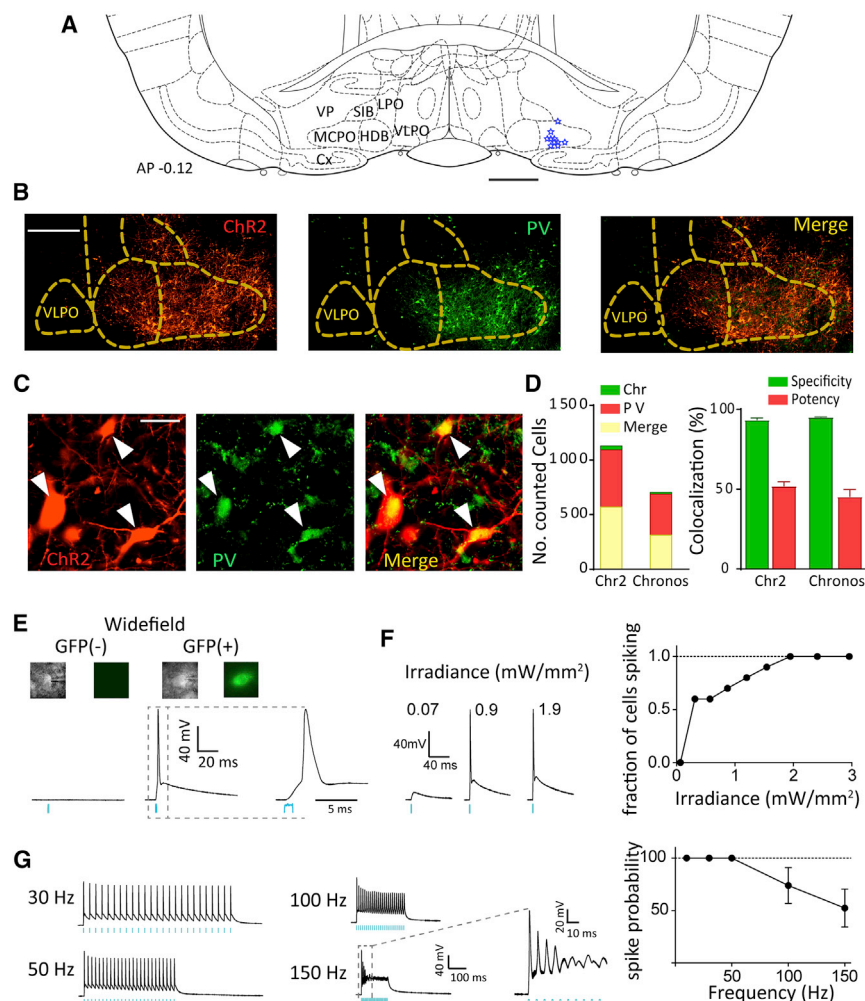 A
VP
SIB
LPO
MCPO
HDB
VLPO
Cx
AP -0.12
B
ChR2
VLPO
PV
Merge
VLPO
C
ChR2
PV
Merge
D
Chr
P V
Merge
No. counted Cells
1500
1000
500
0
Chr2
Chronos
Specificity
Potency
Colocalization (%)
100
50
0
Chr2
Chronos
E
Widefield
GFP(-)
GFP(+)
40 mV
20 ms
5 ms
F
Irradiance (mW/mm²)
0.07
0.9
1.9
40mV
40 ms
fraction of cells spiking
1.0
0.5
0.0
0
1
2
3
Irradiance (mW/mm²)
G
30 Hz
50 Hz
100 Hz
150 Hz
40 mV
100 ms
20 mV
10 ms
spike probability
100
50
0
50
100
150
Frequency (Hz)